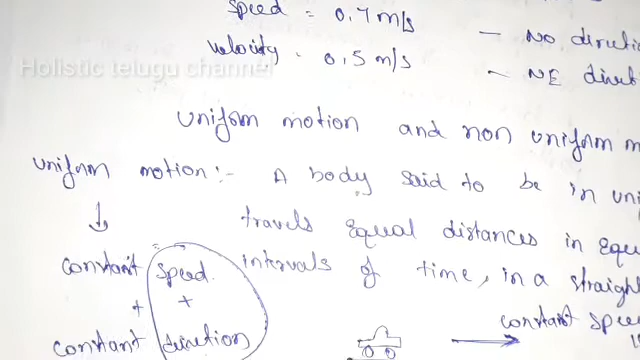 speed = 0.7 m/s - No directio
velocity = 0.5 m/s ~ NE direct
Holistic telugu channel
uniform motion and non uniform m
uniform motion :- A body said to be in uni
travels Equal distances in Eque
constant speed intervals of time, in a straigh
+ + constant spee
constant direction